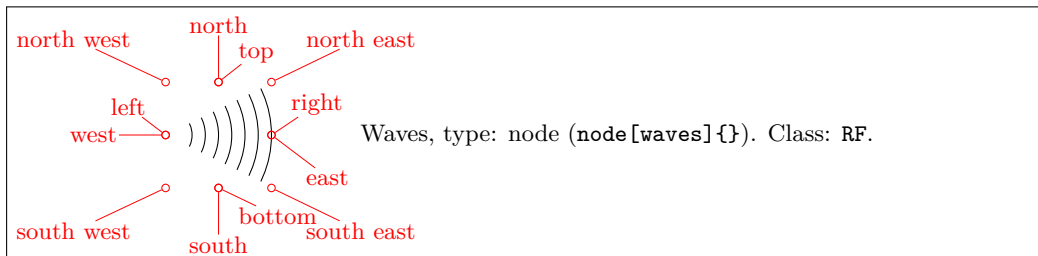 north
north west
north east
top
left
right
west
Waves, type: node (node[waves]{}). Class: RF.
east
bottom
south west
south east
south